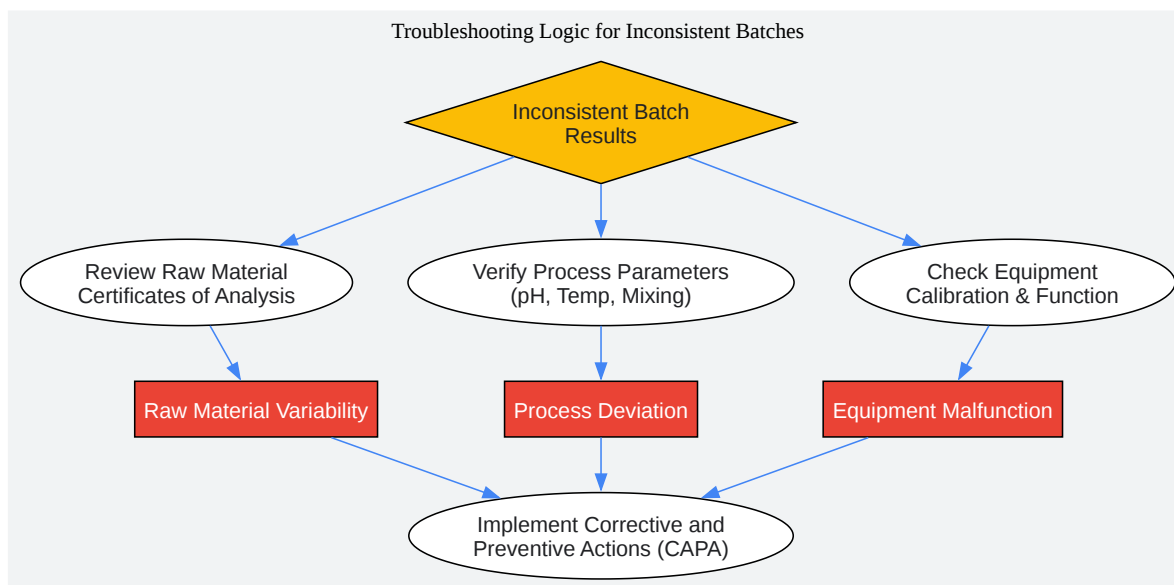 Troubleshooting Logic for Inconsistent Batches
Inconsistent Batch
Results
Review Raw Material
Certificates of Analysis
Verify Process Parameters
(pH, Temp, Mixing)
Check Equipment
Calibration & Function
Raw Material Variability
Process Deviation
Equipment Malfunction
Implement Corrective and
Preventive Actions (CAPA)